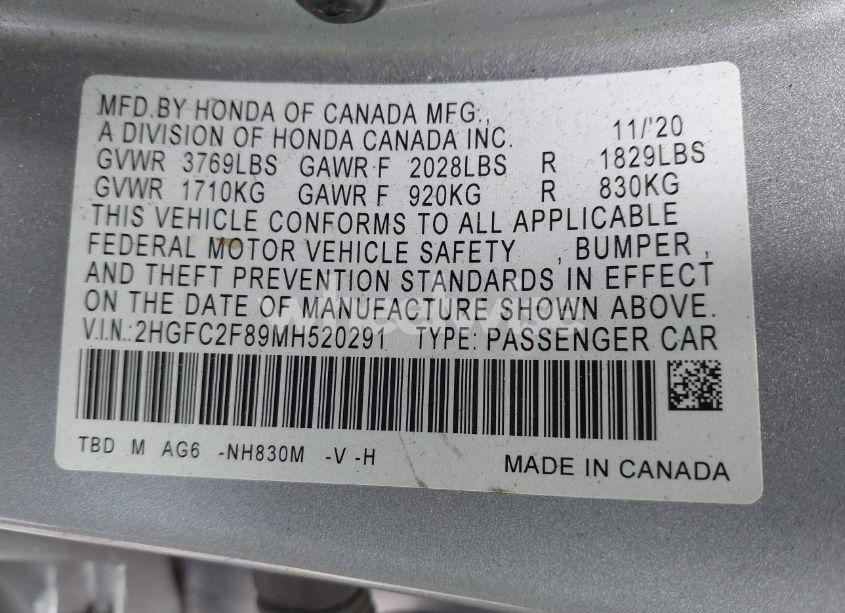 MFD.BY HONDA OF CANADA MFG.,
A DIVISION OF HONDA CANADA INC. 11/'20
GVWR 3769LBS GAWR F 2028LBS R 1829LBS
GVWR 1710KG GAWR F 920KG R 830KG
THIS VEHICLE CONFORMS TO ALL APPLICABLE
FEDERAL MOTOR VEHICLE SAFETY , BUMPER ,
AND THEFT PREVENTION STANDARDS IN EFFECT
ON THE DATE OF MANUFACTURE SHOWN ABOVE.
V.I.N.:2HGFC2F89MH520291 TYPE: PASSENGER CAR
TBD M AG6 -NH830M -V -H
MADE IN CANADA